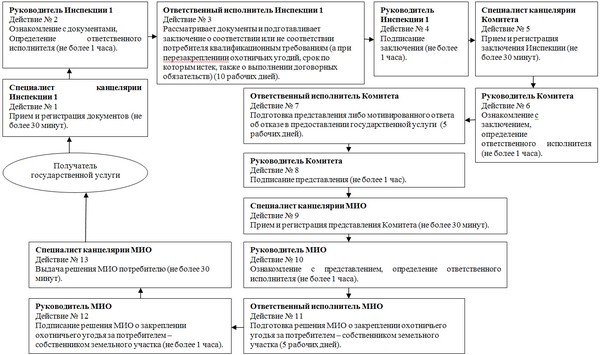 Руководитель Инспекции 1
Действие № 2
Ознакомление с документами,
Определение ответственного
исполнителя (не более 1 часа).
Ответственный исполнитель Инспекции 1
Действие № 3
Рассматривает документы и подготавливает
заключение о соответствии или не соответствии
потребителя квалификационным требованиям (а при
перезакреплении охотничьих угодий, срок по
которым истек, также о выполнении договорных
обязательств) (10 рабочих дней).
Руководитель
Инспекции 1
Действие № 4
Подписание
заключения (не более
1 часа).
Специалист канцелярии
Комитета
Действие № 5
Прием и регистрация
заключения Инспекции (не
более 30 минут).
Руководитель Комитета
Действие № 6
Ознакомление с
заключением,
определение
ответственного исполнителя
(не более 1 часа).
Ответственный исполнитель Комитета
Действие № 7
Подготовка представления либо мотивированного ответа
об отказе в предоставлении государственной услуги (5
рабочих дней).
Руководитель Комитета
Действие № 8
Подписание представления (не более 1 час).
Специалист канцелярии МИО
Действие № 9
Прием и регистрация представления Комитета (не более 30 минут).
Руководитель МИО
Действие № 10
Ознакомление с представлением, определение ответственного
исполнителя (не более 1 часа).
Ответственный исполнитель МИО
Действие № 11
Подготовка решения МИО о закреплении охотничьего
угодья за потребителем – собственником земельного
участка (5 рабочих дней).
Руководитель МИО
Действие № 12
Подписание решения МИО о закреплении
охотничьего угодья за потребителем –
собственником земельного участка (не более 1 часа).
Специалист канцелярии МИО
Действие № 13
Выдача решения МИО потребителю (не более 30
минут).
Получатель
государственной услуги
Специалист канцелярии
Инспекции 1
Действие № 1
Прием и регистрация документов (не
более 30 минут).